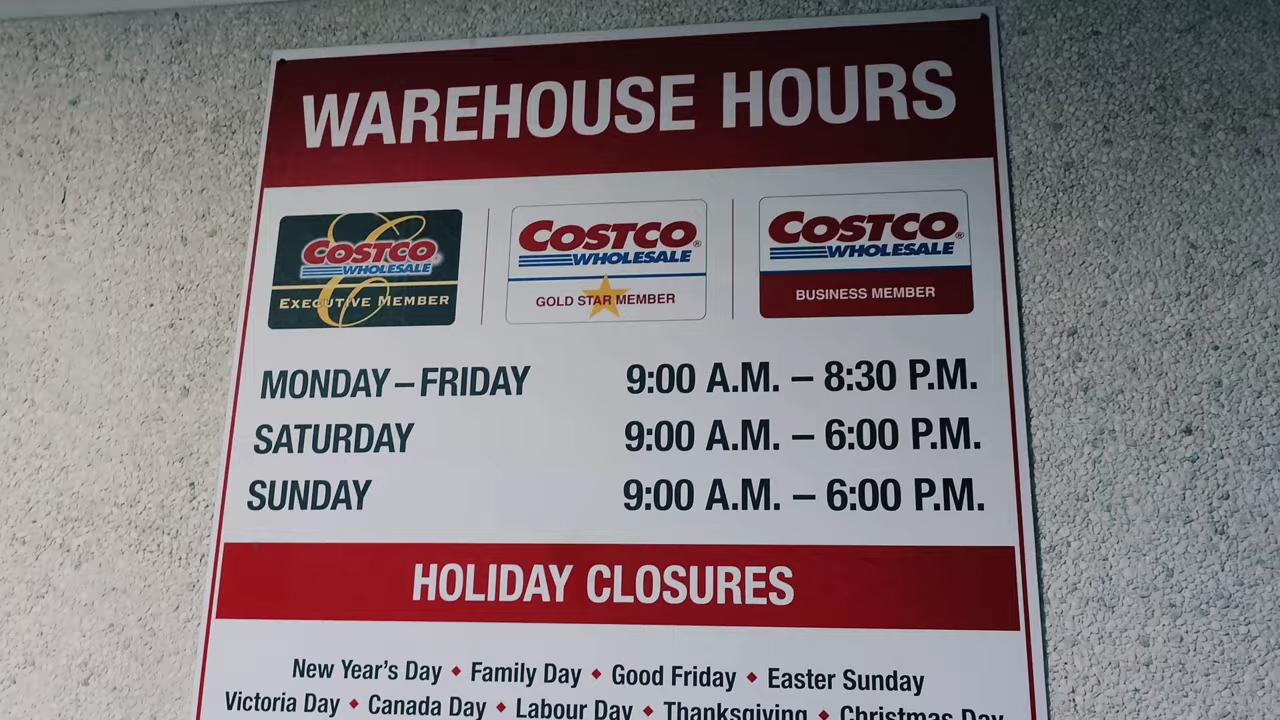 WAREHOUSE HOURS
COSTCO
WHOLESALE
EXECUTIVE MEMBER
COSTCO®
WHOLESALE
GOLD STAR MEMBER
COSTCO®
WHOLESALE
BUSINESS MEMBER
MONDAY – FRIDAY 9:00 A.M. – 8:30 P.M.
SATURDAY 9:00 A.M. – 6:00 P.M.
SUNDAY 9:00 A.M. – 6:00 P.M.
HOLIDAY CLOSURES
New Year's Day ♦ Family Day ♦ Good Friday ♦ Easter Sunday
Victoria Day ♦ Canada Day ♦ Labour Day ♦ Thanksgiving ♦ Christmas Day